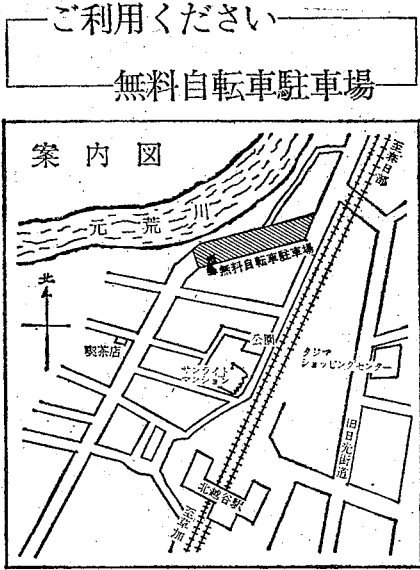 ご利用ください
無料自転車駐車場
案内図
至春日部
元荒川
無料自転車駐車場
北
公園
喫茶店
サンライト
マンション
クジマ
ショッピングセンター
旧日光街道
北越谷駅
至草加